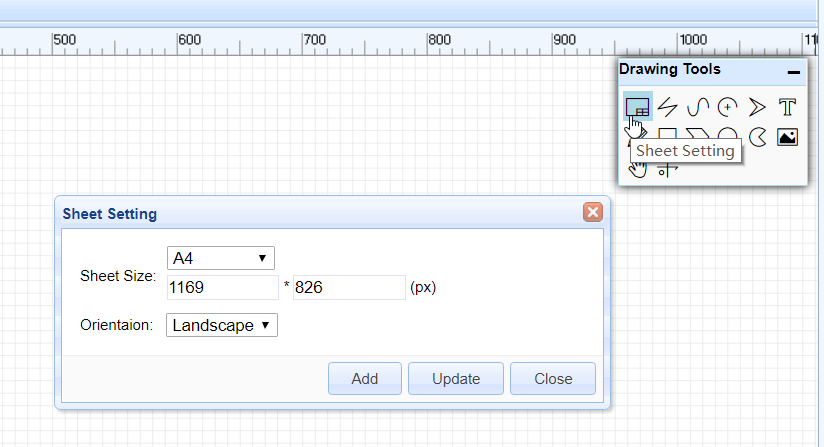 500 600 700 800 900 1000 11
Drawing Tools
T
Sheet Setting
Sheet Setting
A4
Sheet Size:
1169 * 826 (px)
Orientaion: Landscape
Add Update Close